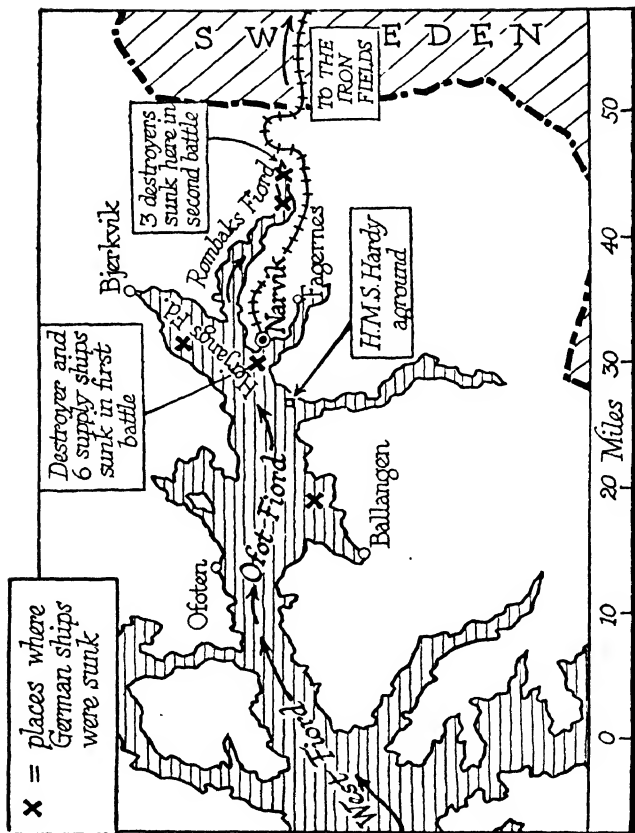 SWEDEN
TO THE
IRON
FIELDS
3 destroyers
sunk here in
second battle
Bjerkvik
Rombaks Fiord
Herjangs Fd.
Narvik
Fagernes
H.M.S. Hardy
aground
Destroyer and
6 supply ships
sunk in first
battle
Ofoten
Ofot-Fiord
Ballangen
West Fiord
x = places where
German ships
were sunk
0 10 20 Miles 30 40 50